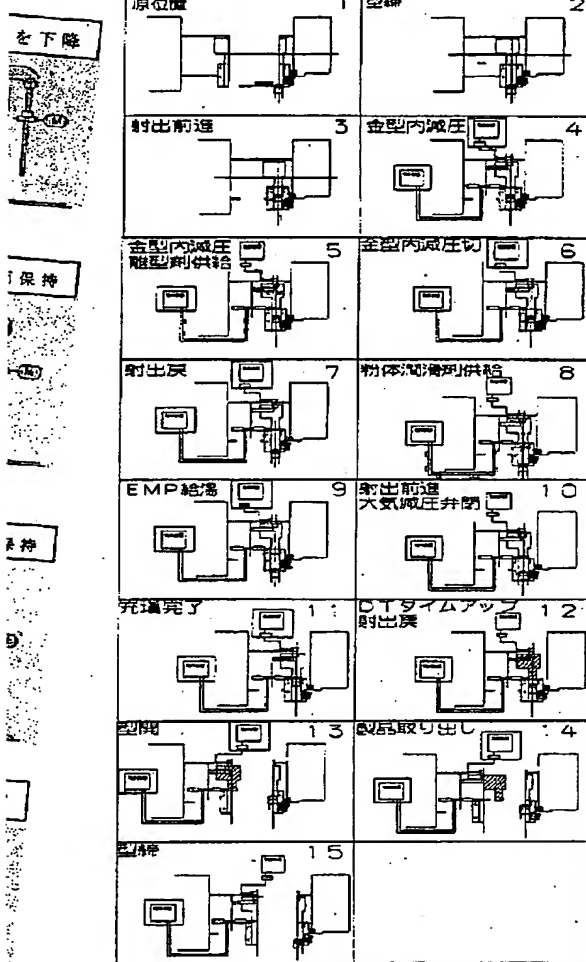 を下降
保持
保持
原位置 1
型締 2
射出前進 3
金型内減圧 4
金型内減圧 5
離型剤供給
金型内減圧切 6
射出戻 7
粉体潤滑剤供給 8
EMP給湯 9
射出前進 10
大気減圧弁閉
充填完了 11
DTタイムアップ 12
射出戻
型開 13
製品取り出し 14
型締 15